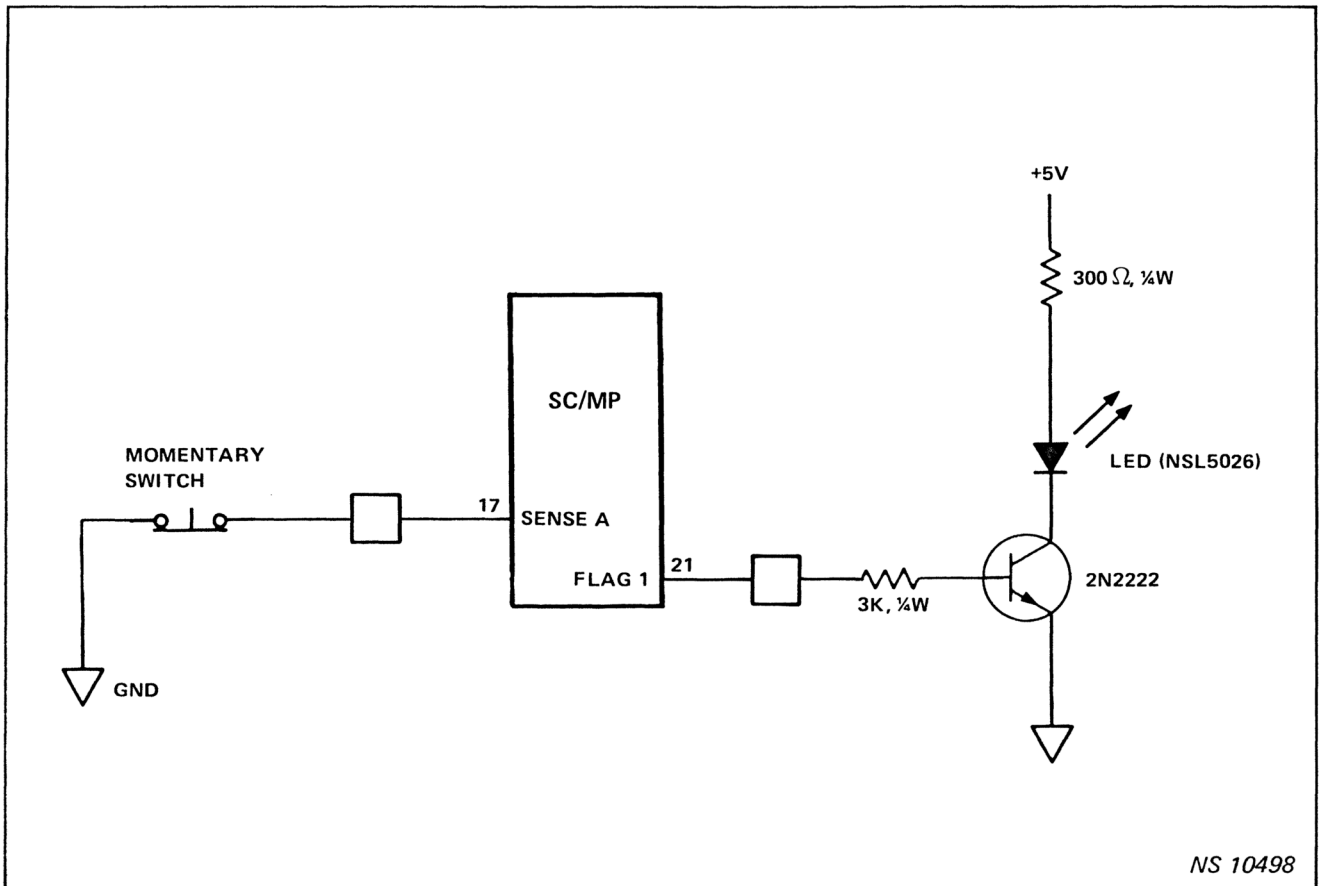 +5V
300 Ω, ¼W
SC/MP
LED (NSL5026)
MOMENTARY
SWITCH
17
SENSE A
FLAG 1
21
3K, ¼W
2N2222
GND
NS 10498